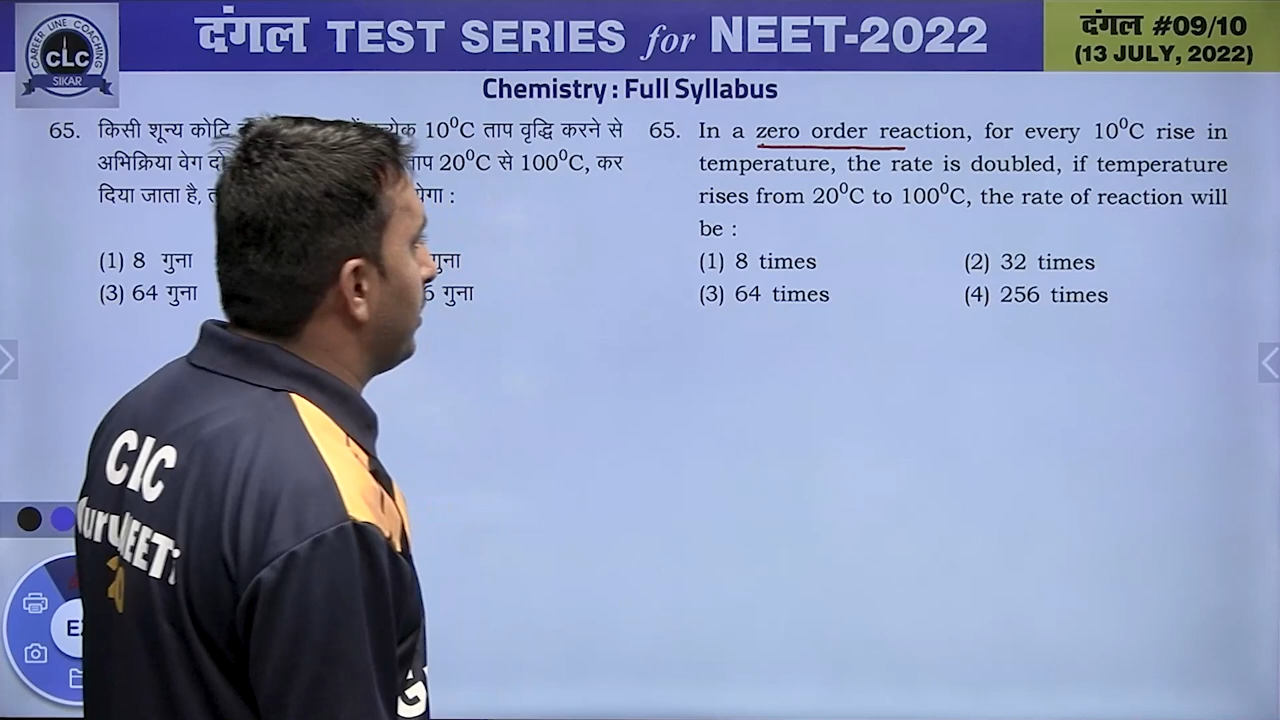 दंगल TEST SERIES for NEET-2022
दंगल #09/10
(13 JULY, 2022)
CAREER LINE COACHING
CLC
SIKAR
Chemistry : Full Syllabus
65. किसी शून्य कोटि 10⁰C ताप वृद्धि करने से
अभिक्रिया वेग ताप 20⁰C से 100⁰C, कर
दिया जाता है,
(1) 8 गुना गुना
(3) 64 गुना गुना
65. In a zero order reaction, for every 10⁰C rise in
temperature, the rate is doubled, if temperature
rises from 20⁰C to 100⁰C, the rate of reaction will
be :
(1) 8 times (2) 32 times
(3) 64 times (4) 256 times
CLC